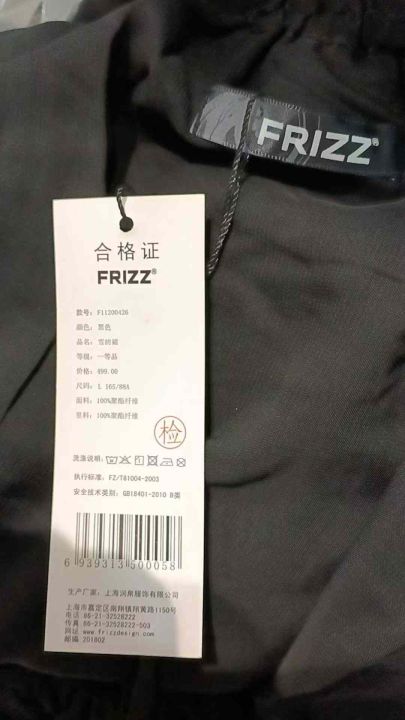 FRIZZ®
合格证
FRIZZ®
款号: F11200426
颜色: 黑色
品名: 雪纺裙
等级: 一等品
价格: 499.00
尺码: L 165/88A
面料: 100%聚酯纤维
里料: 100%聚酯纤维
检
洗涤说明:
执行标准: FZ/T81004-2003
安全技术类别: GB18401-2010 B类
6 939313 500058
生产厂家: 上海润帛服饰有限公司
上海市嘉定区南翔镇翔黄路1150号
电话 86-21-32528222
传真 86-21-32528222-503
网址 www.frizzdesign.com
邮编 201802